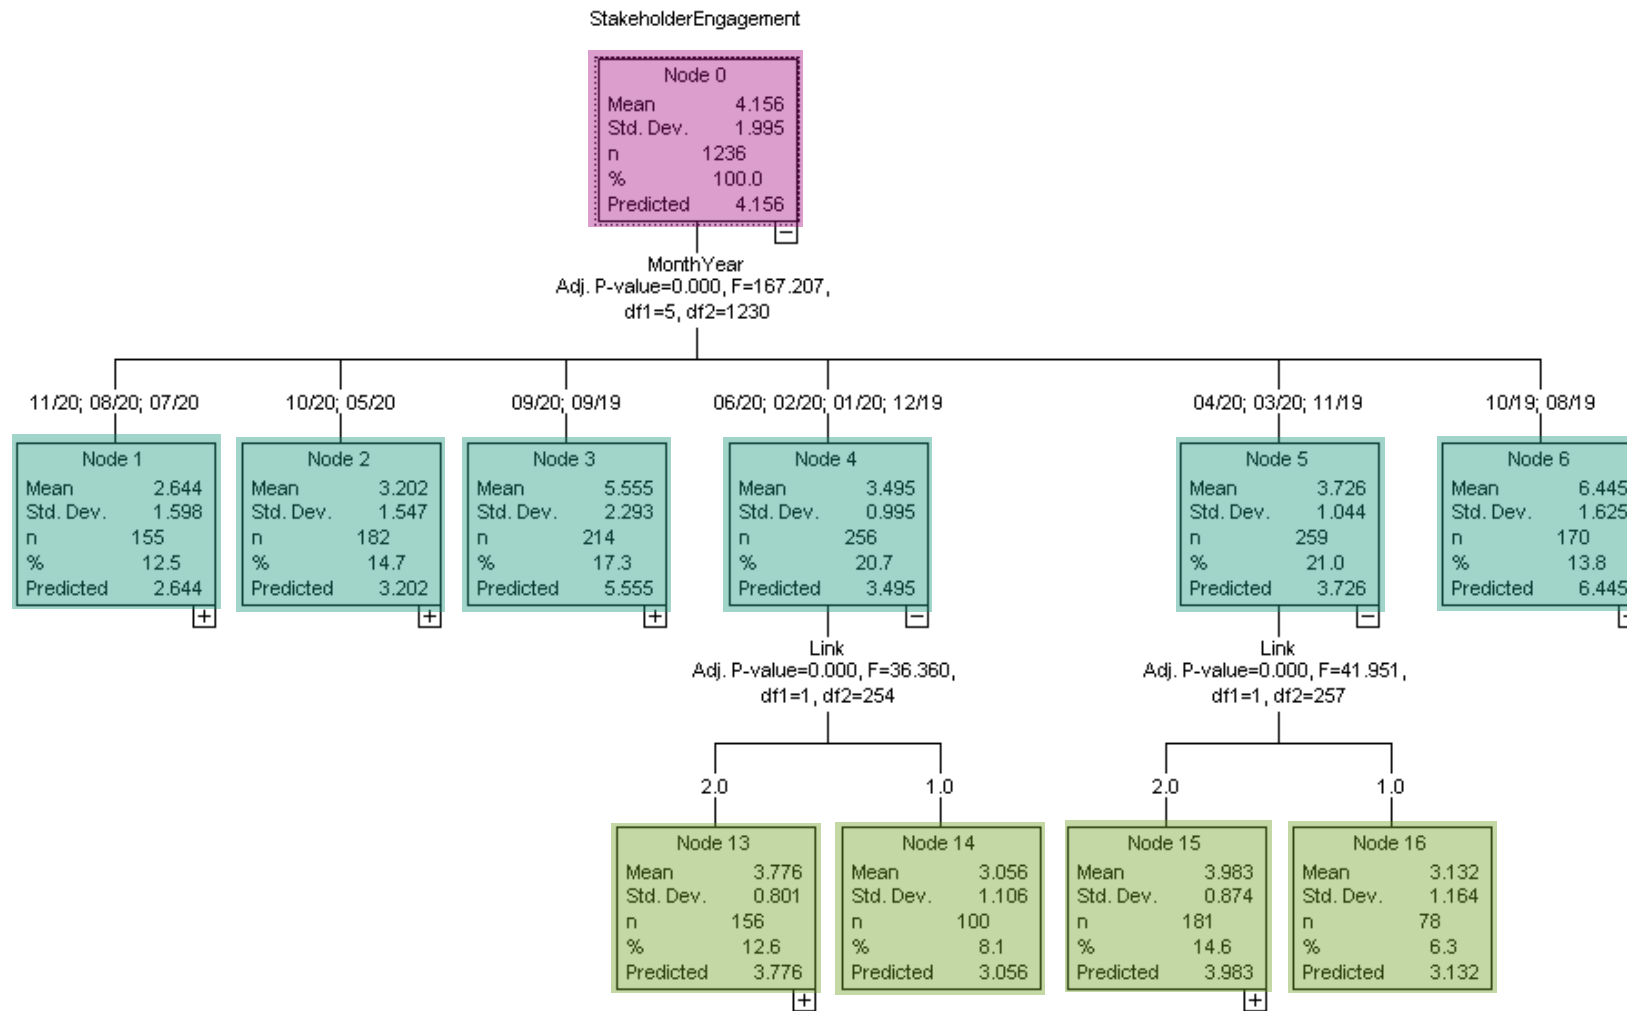 StakeholderEngagement
Node 0
Mean 4.156
Std. Dev. 1.995
n 1236
% 100.0
Predicted 4.156
MonthYear
Adj. P-value=0.000, F=167.207,
df1=5, df2=1230
11/20; 08/20; 07/20
10/20; 05/20
09/20; 09/19
06/20; 02/20; 01/20; 12/19
04/20; 03/20; 11/19
10/19; 08/19
Node 1
Mean 2.644
Std. Dev. 1.598
n 155
% 12.5
Predicted 2.644
Node 2
Mean 3.202
Std. Dev. 1.547
n 182
% 14.7
Predicted 3.202
Node 3
Mean 5.555
Std. Dev. 2.293
n 214
% 17.3
Predicted 5.555
Node 4
Mean 3.495
Std. Dev. 0.995
n 256
% 20.7
Predicted 3.495
Node 5
Mean 3.726
Std. Dev. 1.044
n 259
% 21.0
Predicted 3.726
Node 6
Mean 6.445
Std. Dev. 1.625
n 170
% 13.8
Predicted 6.445
Link
Adj. P-value=0.000, F=36.360,
df1=1, df2=254
Link
Adj. P-value=0.000, F=41.951,
df1=1, df2=257
2.0
1.0
2.0
1.0
Node 13
Mean 3.776
Std. Dev. 0.801
n 156
% 12.6
Predicted 3.776
Node 14
Mean 3.056
Std. Dev. 1.106
n 100
% 8.1
Predicted 3.056
Node 15
Mean 3.983
Std. Dev. 0.874
n 181
% 14.6
Predicted 3.983
Node 16
Mean 3.132
Std. Dev. 1.164
n 78
% 6.3
Predicted 3.132